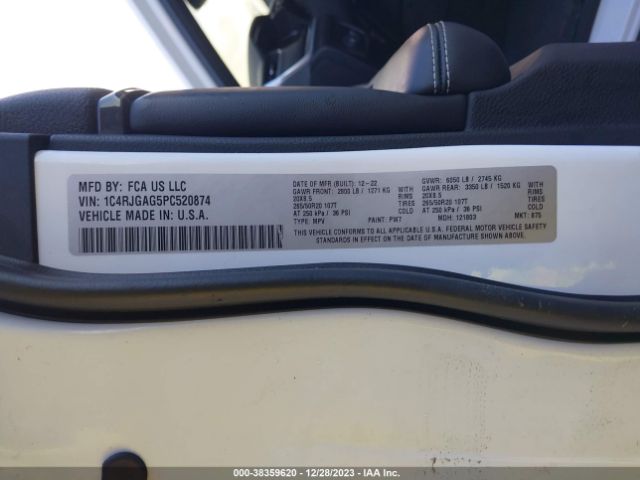 MFD BY: FCA US LLC
VIN: 1C4RJGAG5PC520874
VEHICLE MADE IN: U.S.A.
DATE OF MFR (BUILT): 12-22 GVWR: 6050 LB / 2745 KG
GAWR FRONT: 2800 LB / 1271 KG WITH GAWR REAR: 3350 LB / 1520 KG WITH
20X8.5 RIMS 20X8.5 RIMS
265/50R20 107T TIRES 265/50R20 107T TIRES
AT 250 kPa / 36 PSI COLD AT 250 kPa / 36 PSI COLD
TYPE: MPV PAINT: PW7 MDH: 121803 MKT: 875
THIS VEHICLE CONFORMS TO ALL APPLICABLE U.S.A. FEDERAL MOTOR VEHICLE SAFETY
STANDARDS IN EFFECT ON THE DATE OF MANUFACTURE SHOWN ABOVE.
000-38359620 - 12/28/2023 - IAA Inc.